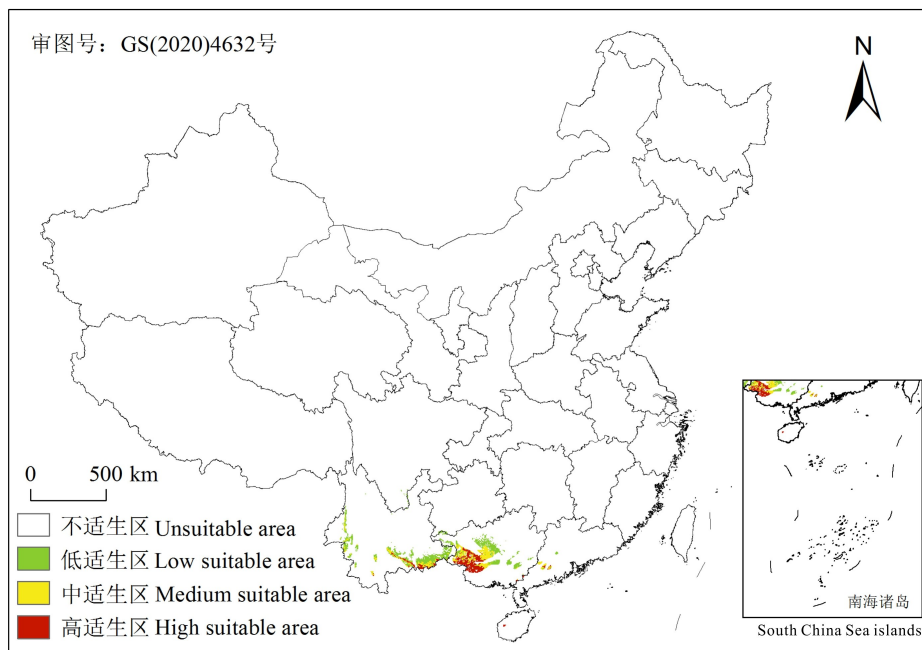 审图号：GS(2020)4632号
N
0 500 km
不适生区 Unsuitable area
低适生区 Low suitable area
中适生区 Medium suitable area
高适生区 High suitable area
南海诸岛
South China Sea islands